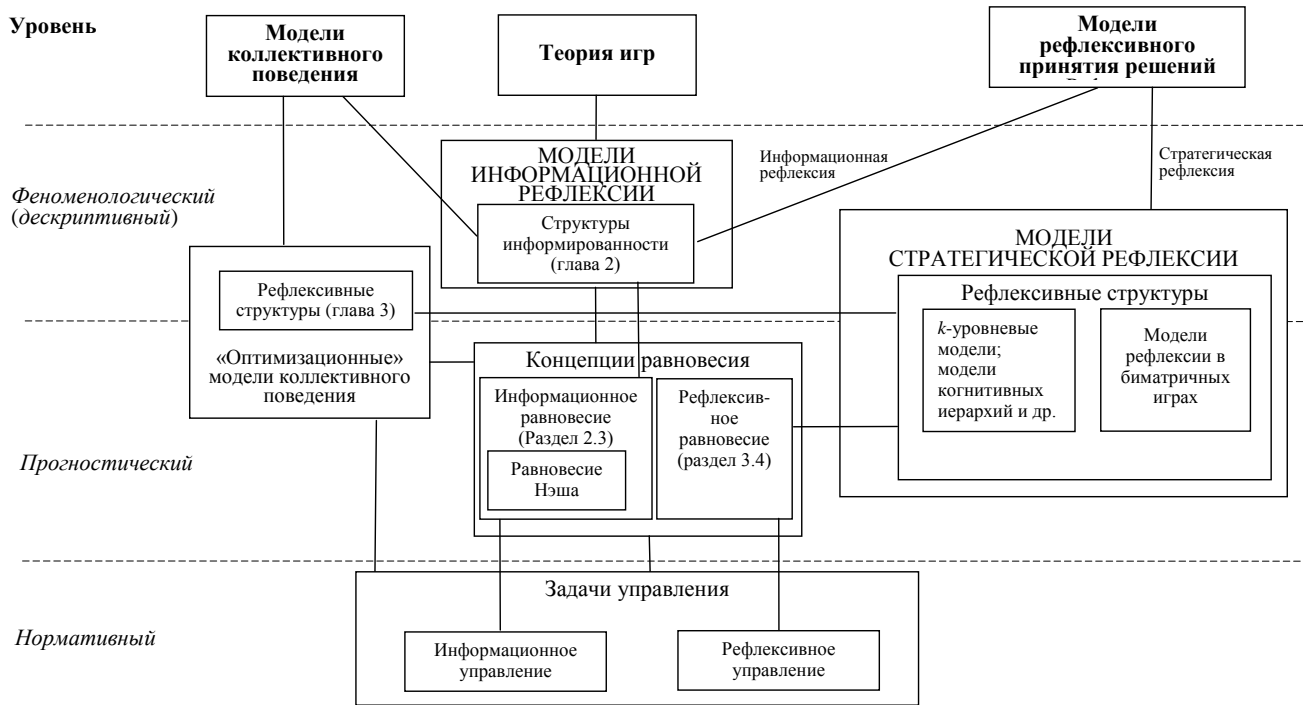 Уровень
Модели
коллективного
поведения
Теория игр
Модели
рефлексивного
принятия решений
МОДЕЛИ
ИНФОРМАЦИОННОЙ
РЕФЛЕКСИИ
Информационная
рефлексия
Стратегическая
рефлексия
Феноменологический
(дескриптивный)
Структуры
информированности
(глава 2)
МОДЕЛИ
СТРАТЕГИЧЕСКОЙ РЕФЛЕКСИИ
Рефлексивные
структуры (глава 3)
«Оптимизационные»
модели коллективного
поведения
Рефлексивные структуры
k-уровневые
модели;
модели
когнитивных
иерархий и др.
Модели
рефлексии в
биматричных
играх
Концепции равновесия
Информационное
равновесие
(Раздел 2.3)
Равновесие
Нэша
Рефлексив-
ное
равновесие
(раздел 3.4)
Прогностический
Задачи управления
Нормативный
Информационное
управление
Рефлексивное
управление